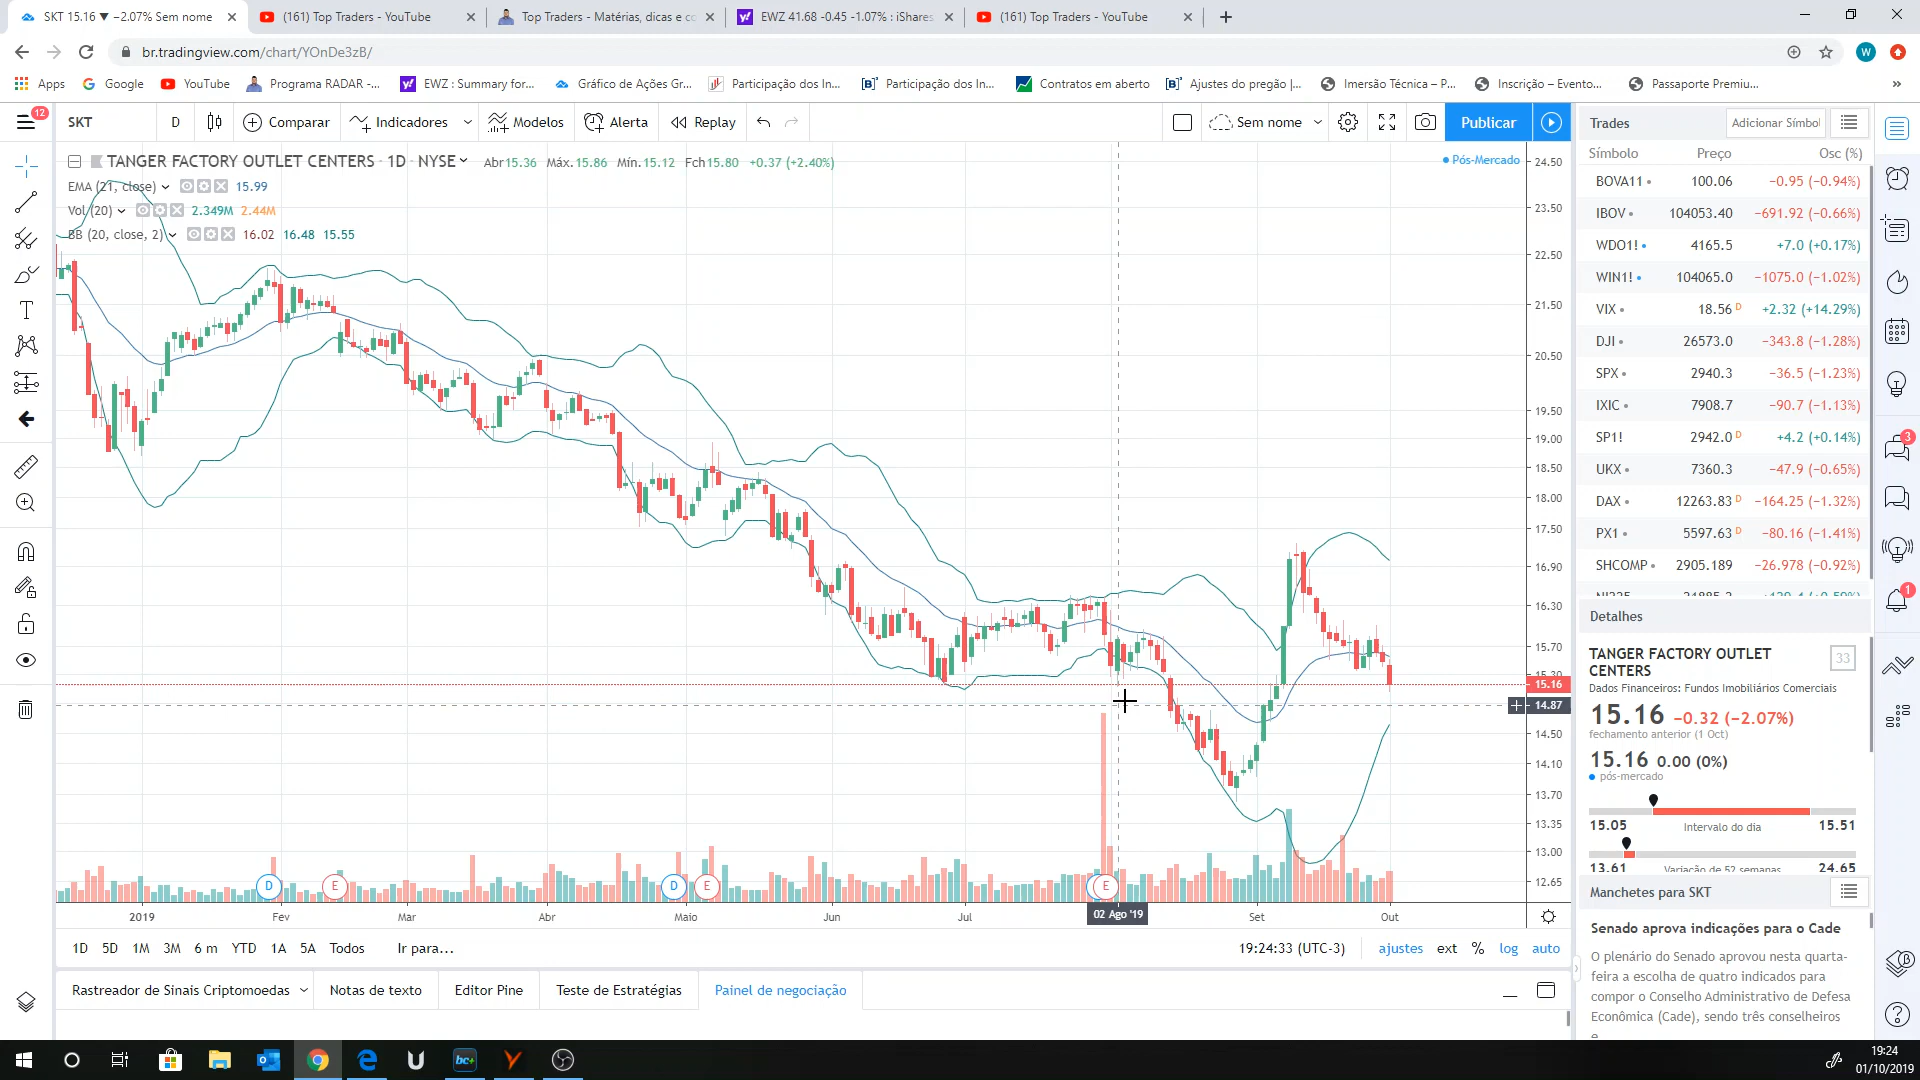 SKT 15.16 ▼ −2.07% Sem nome
(161) Top Traders - YouTube
Top Traders - Matérias, dicas e co
EWZ 41.68 -0.45 -1.07% : iShares
(161) Top Traders - YouTube
br.tradingview.com/chart/YOnDe3zB/
W
Apps
Google
YouTube
Programa RADAR -...
EWZ : Summary for...
Gráfico de Ações Gr...
Participação dos In...
Participação dos In...
Contratos em aberto
Ajustes do pregão |...
Imersão Técnica – P...
Inscrição – Evento...
Passaporte Premiu...
»
12
SKT
D
Comparar
Indicadores
Modelos
Alerta
Replay
Sem nome
Publicar
TANGER FACTORY OUTLET CENTERS · 1D · NYSE
Abr15.36 Máx.15.86 Mín.15.12 Fch15.80 +0.37 (+2.40%)
Pós-Mercado
EMA (21, close) 15.99
Vol (20) 2.349M 2.44M
BB (20, close, 2) 16.02 16.48 15.55
24.50
23.50
22.50
21.50
20.50
19.50
19.00
18.50
18.00
17.50
16.90
16.30
15.70
15.30
15.16
14.87
14.50
14.10
13.70
13.35
13.00
12.65
D
E
D
E
E
2019
Fev
Mar
Abr
Maio
Jun
Jul
02 Ago '19
Set
Out
1D
5D
1M
3M
6 m
YTD
1A
5A
Todos
Ir para...
19:24:33 (UTC-3)
ajustes
ext
%
log
auto
Rastreador de Sinais Criptomoedas
Notas de texto
Editor Pine
Teste de Estratégias
Painel de negociação
Trades
Adicionar Símbol
Símbolo Preço Osc (%)
BOVA11 100.06 −0.95 (−0.94%)
IBOV 104053.40 −691.92 (−0.66%)
WDO1! 4165.5 +7.0 (+0.17%)
WIN1! 104065.0 −1075.0 (−1.02%)
VIX 18.56 D +2.32 (+14.29%)
DJI 26573.0 −343.8 (−1.28%)
SPX 2940.3 −36.5 (−1.23%)
IXIC 7908.7 −90.7 (−1.13%)
SP1! 2942.0 D +4.2 (+0.14%)
UKX 7360.3 −47.9 (−0.65%)
DAX 12263.83 D −164.25 (−1.32%)
PX1 5597.63 D −80.16 (−1.41%)
SHCOMP 2905.189 −26.978 (−0.92%)
Detalhes
TANGER FACTORY OUTLET
CENTERS
33
Dados Financeiros: Fundos Imobiliários Comerciais
15.16 −0.32 (−2.07%)
fechamento anterior (1 Oct)
15.16 0.00 (0%)
pós-mercado
15.05 Intervalo do dia 15.51
13.61 Variação de 52 semanas 24.65
Manchetes para SKT
Senado aprova indicações para o Cade
O plenário do Senado aprovou nesta quarta-
feira a escolha de quatro indicados para
compor o Conselho Administrativo de Defesa
Econômica (Cade), sendo três conselheiros
e
3
1
bc+
19:24
01/10/2019